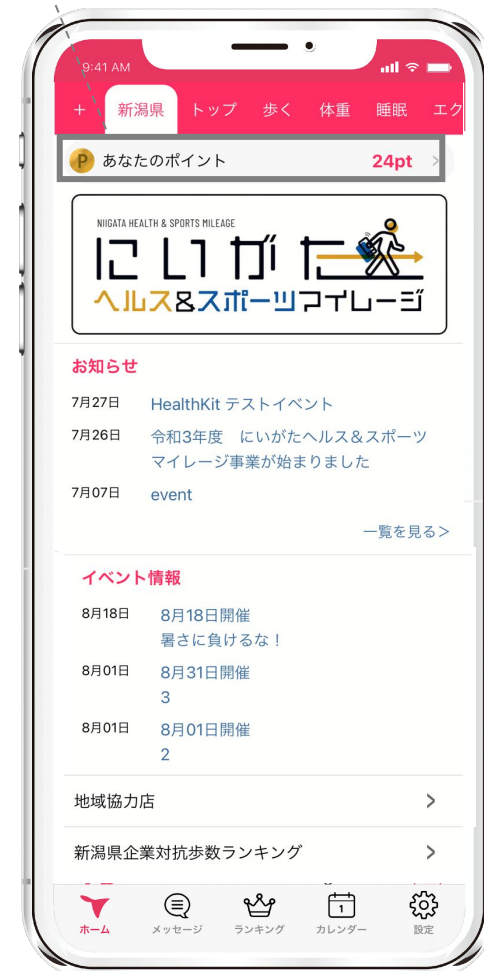 9:41 AM
+ 新潟県 トップ 歩く 体重 睡眠 エク
P あなたのポイント 24pt >
NIIGATA HEALTH & SPORTS MILEAGE
にいがた
ヘルス&スポーツマイレージ
お知らせ
7月27日 HealthKit テストイベント
7月26日 令和3年度 にいがたヘルス＆スポーツ
マイレージ事業が始まりました
7月07日 event
一覧を見る>
イベント情報
8月18日 8月18日開催
暑さに負けるな！
8月01日 8月31日開催
3
8月01日 8月01日開催
2
地域協力店 >
新潟県企業対抗歩数ランキング >
1
ホーム メッセージ ランキング カレンダー 設定